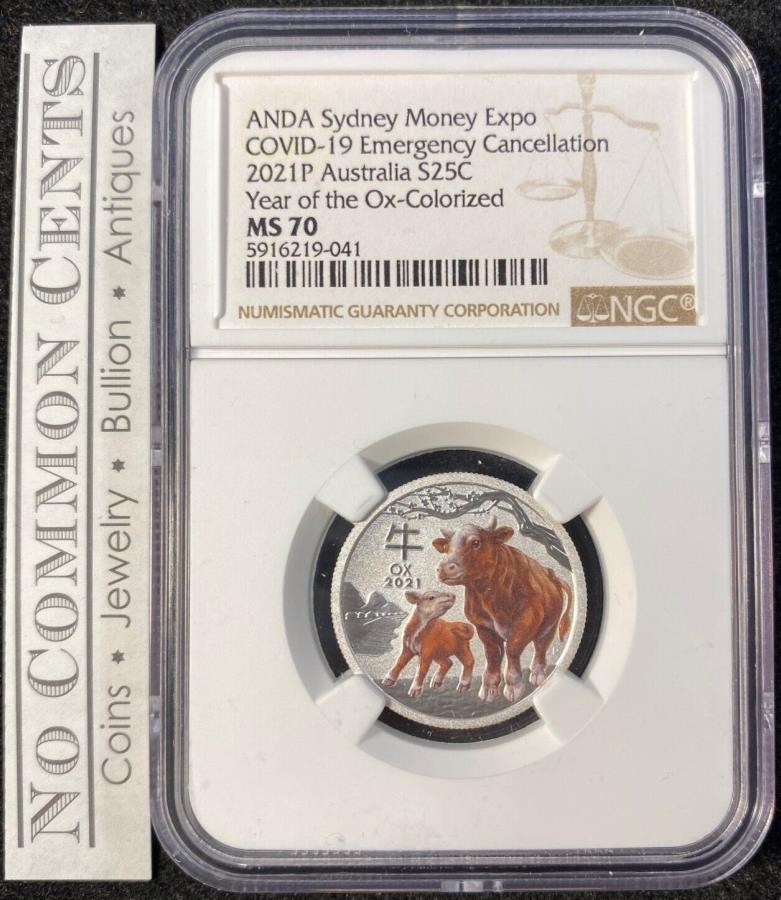 NO COMMON CENTS
Coins ★ Jewelry ★ Bullion ★ Antiques
ANDA Sydney Money Expo
COVID-19 Emergency Cancellation
2021P Australia S25C
Year of the Ox-Colorized
MS 70
5916219-041
NUMISMATIC GUARANTY CORPORATION
NGC®
牛
OX
2021